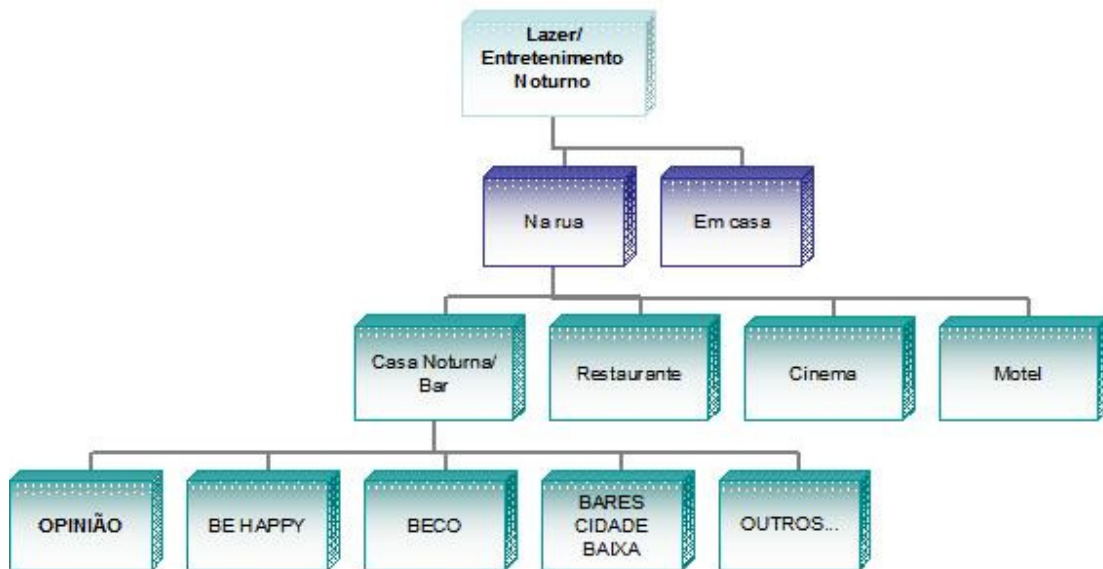 Lazer/
Entretenimento
Noturno
Na rua
Em casa
Casa Noturna/
Bar
Restaurante
Cinema
Motel
OPINIÃO
BE HAPPY
BECO
BARES
CIDADE
BAIXA
OUTROS...